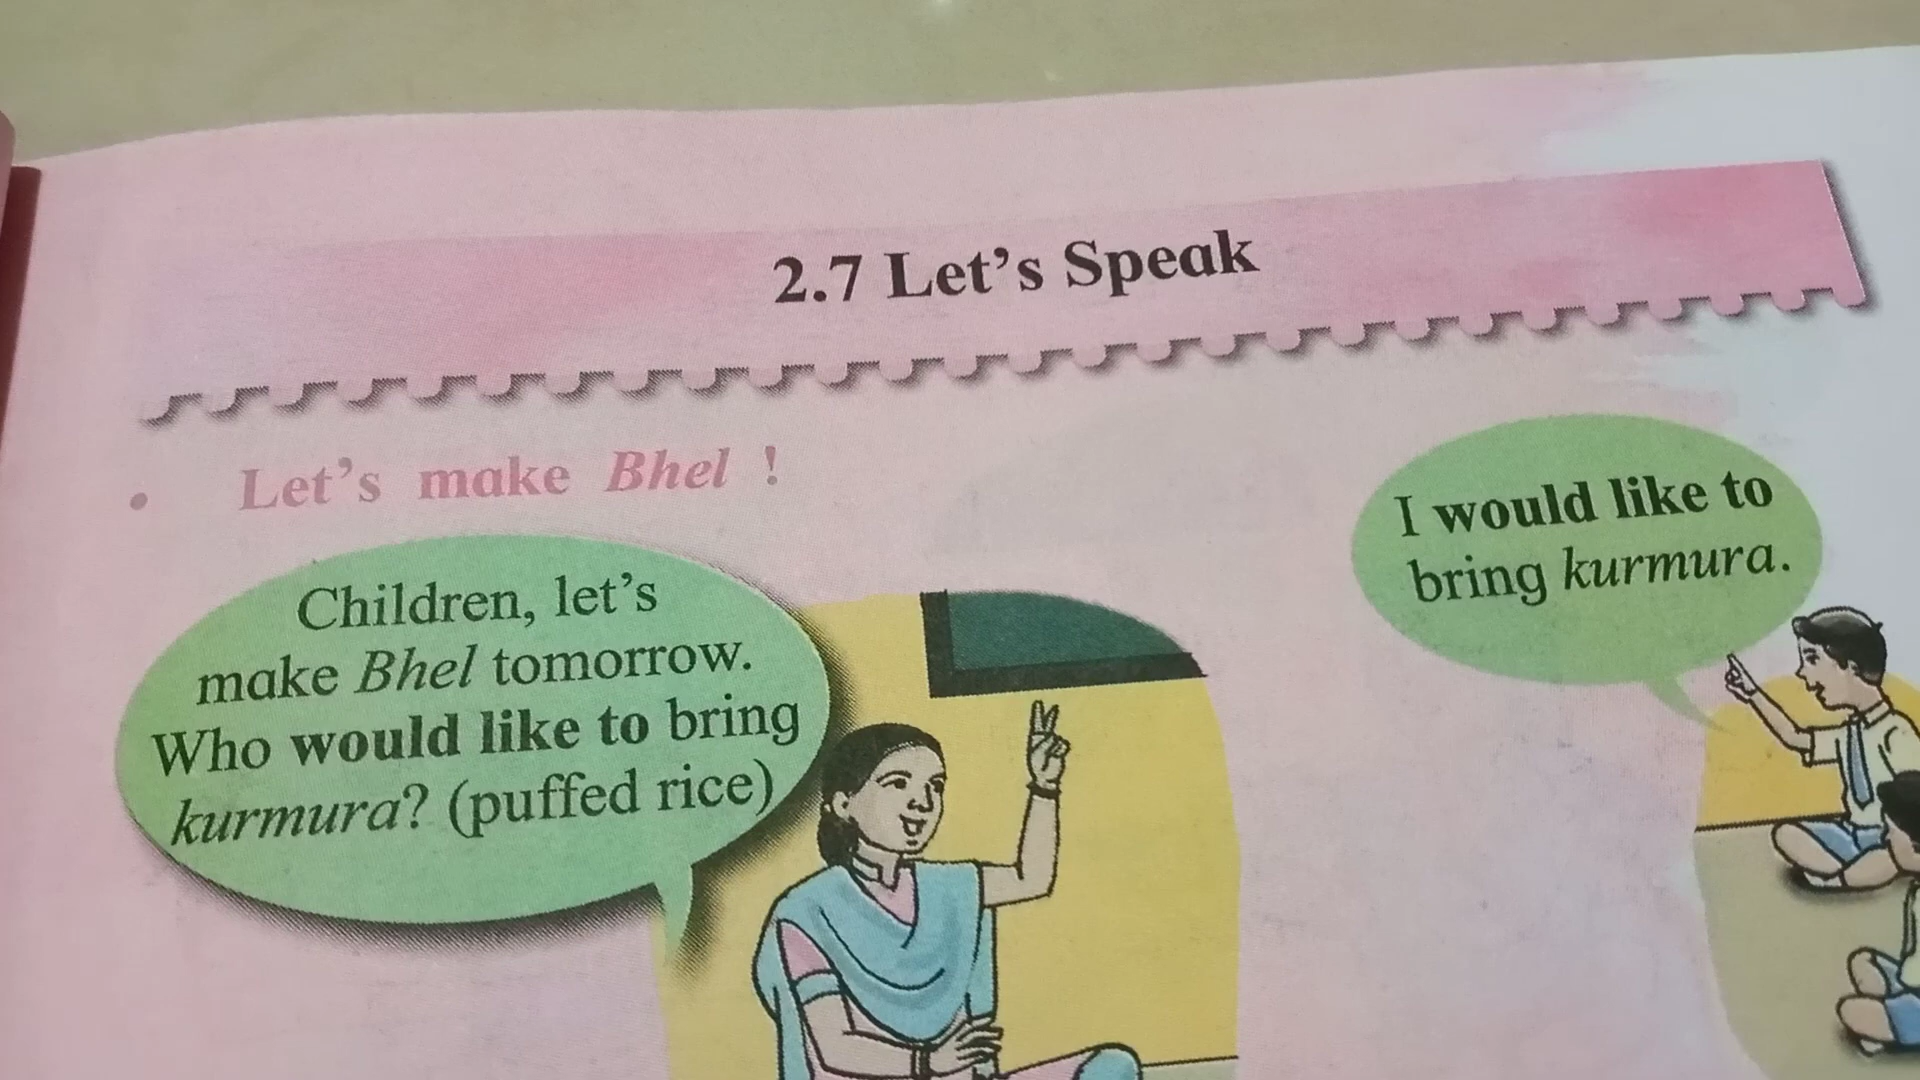 2.7 Let's Speak
• Let's make Bhel !
Children, let's
make Bhel tomorrow.
Who would like to bring
kurmura? (puffed rice)
I would like to
bring kurmura.